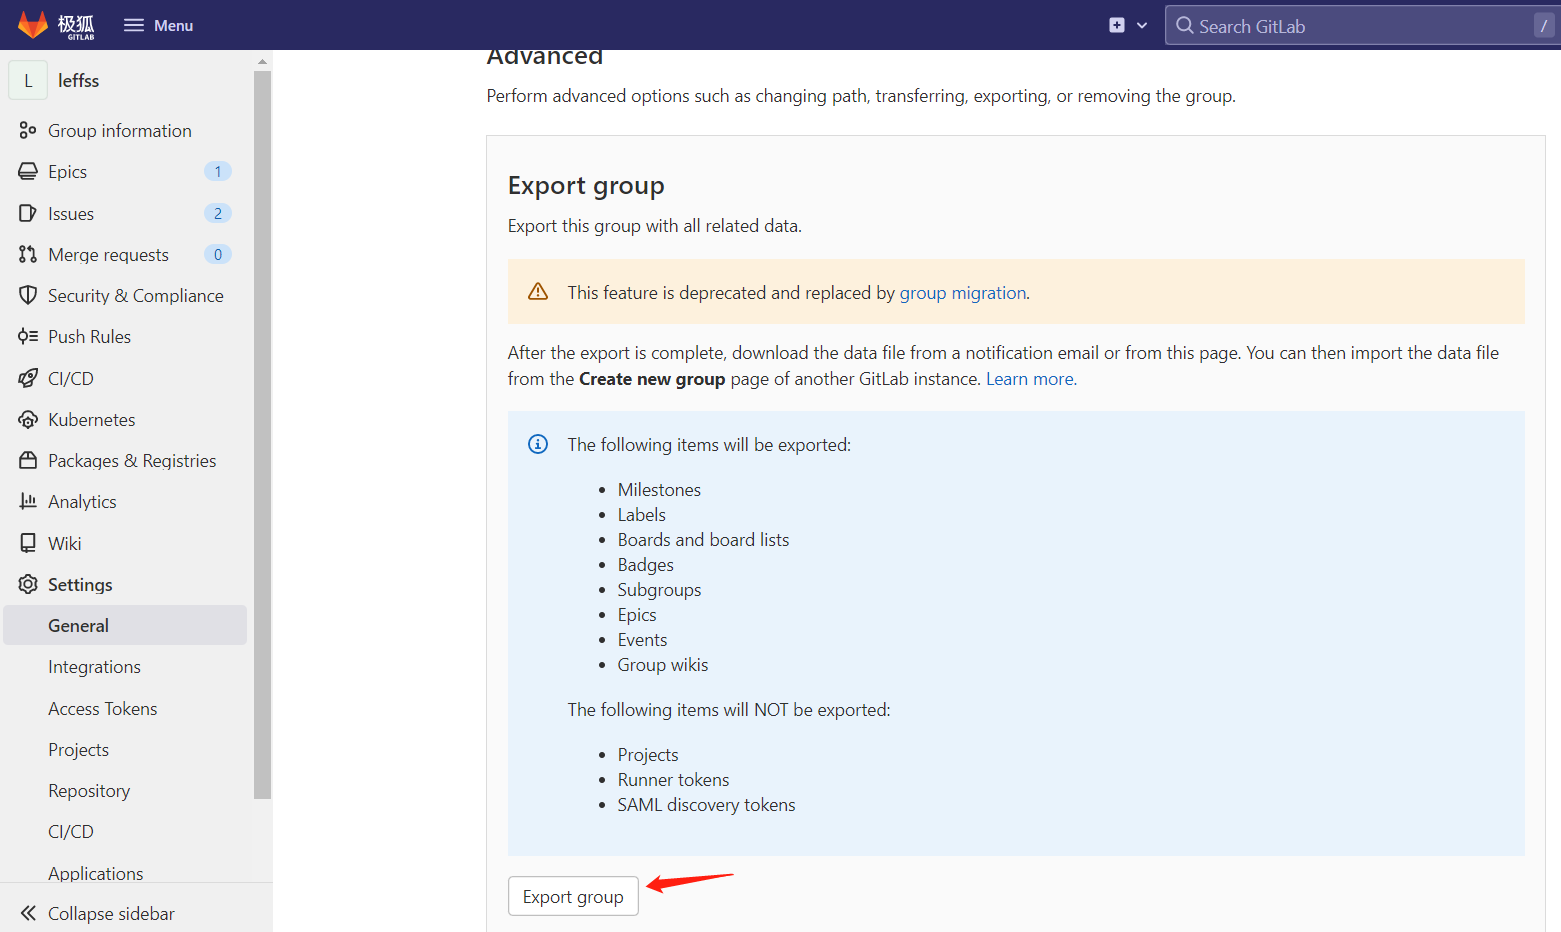 极狐
GITLAB
Menu
Search GitLab
/
L
leffss
Group information
Epics
1
Issues
2
Merge requests
0
Security & Compliance
Push Rules
CI/CD
Kubernetes
Packages & Registries
Analytics
Wiki
Settings
General
Integrations
Access Tokens
Projects
Repository
CI/CD
Applications
Collapse sidebar
Advanced
Perform advanced options such as changing path, transferring, exporting, or removing the group.
Export group
Export this group with all related data.
This feature is deprecated and replaced by group migration.
After the export is complete, download the data file from a notification email or from this page. You can then import the data file
from the Create new group page of another GitLab instance. Learn more.
The following items will be exported:
Milestones
Labels
Boards and board lists
Badges
Subgroups
Epics
Events
Group wikis
The following items will NOT be exported:
Projects
Runner tokens
SAML discovery tokens
Export group